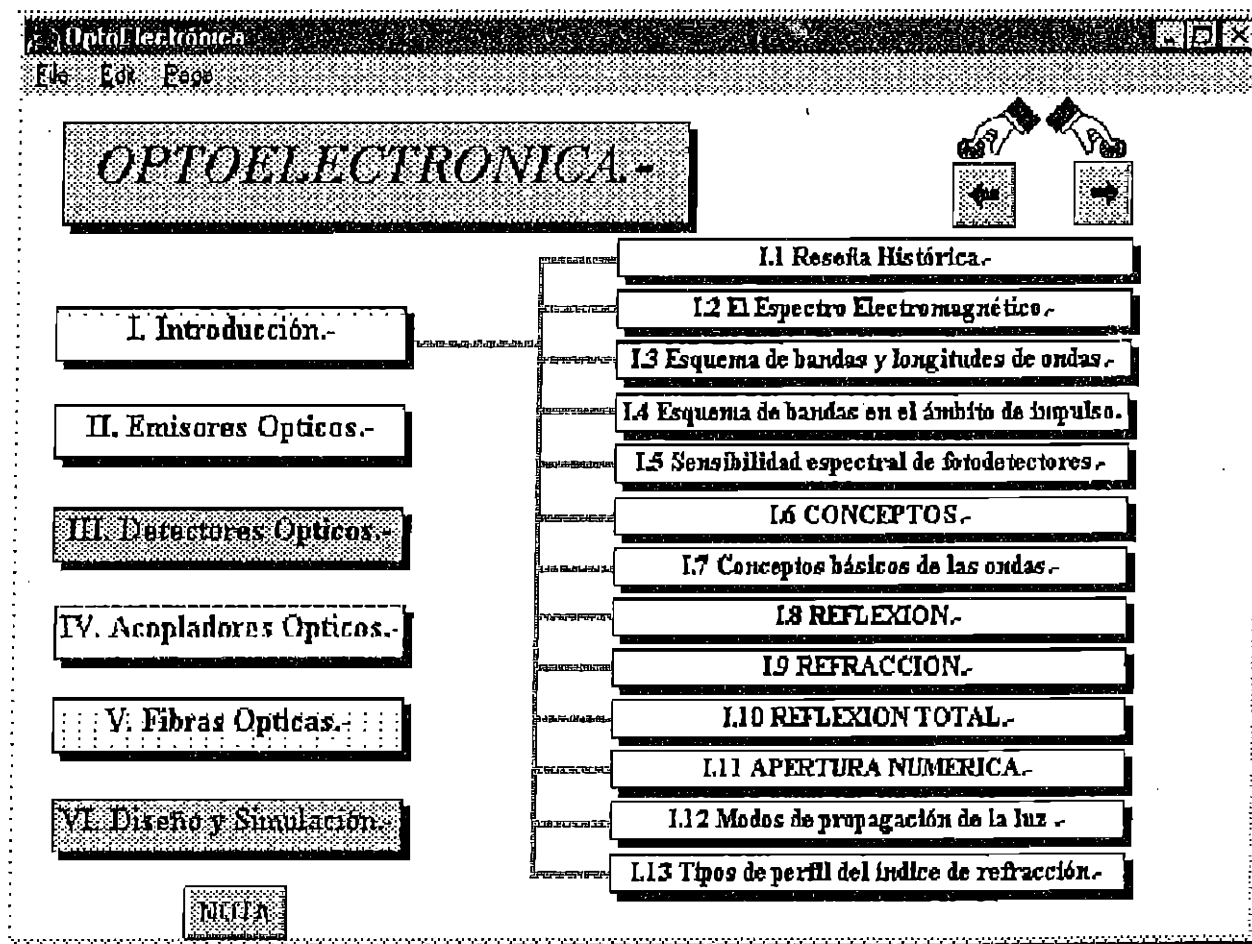 OptoElectrónica
File Edit Page
OPTOELECTRONICA.-
I. Introducción.-
II. Emisores Opticos.-
III. Detectores Opticos.-
IV. Acopladores Opticos.-
V. Fibras Opticas.-
VI. Diseño y Simulación.-
I.1 Reseña Histórica.-
I.2 El Espectro Electromagnético.-
I.3 Esquema de bandas y longitudes de ondas.-
I.4 Esquema de bandas en el ámbito de impulso.
I.5 Sensibilidad espectral de fotodetectores.-
I.6 CONCEPTOS.-
I.7 Conceptos básicos de las ondas.-
I.8 REFLEXION.-
I.9 REFRACCION.-
I.10 REFLEXION TOTAL.-
I.11 APERTURA NUMERICA.-
I.12 Modos de propagación de la luz .-
I.13 Tipos de perfil del índice de refracción.-